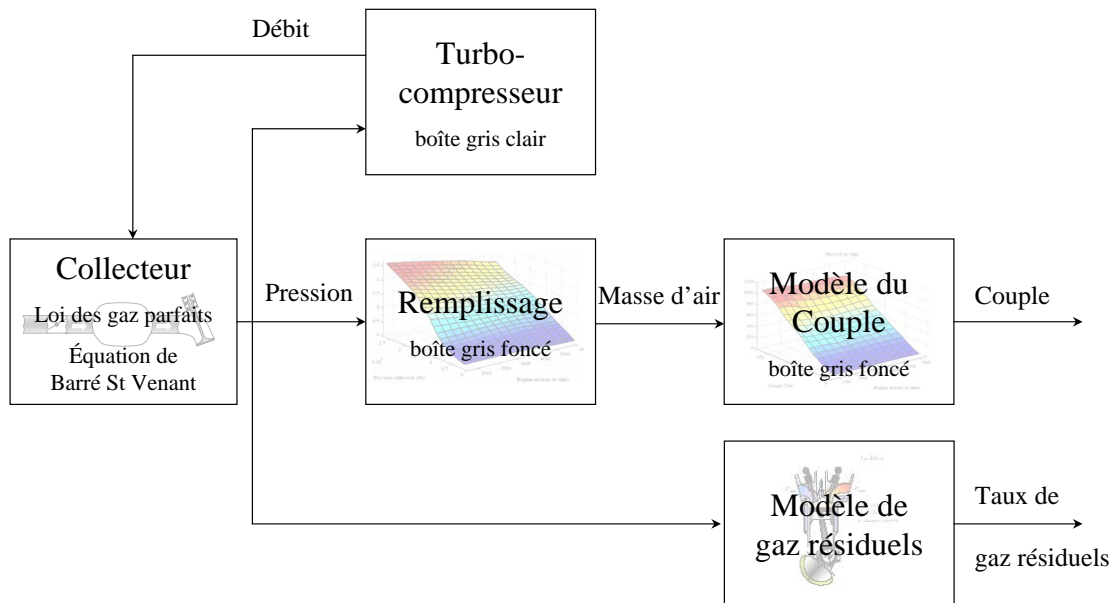 Débit
Turbo-
compresseur
boîte gris clair
Collecteur
Loi des gaz parfaits
Équation de
Barré St Venant
Pression
Remplissage
boîte gris foncé
Masse d'air
Modèle du
Couple
boîte gris foncé
Couple
Modèle de
gaz résiduels
Taux de
gaz résiduels